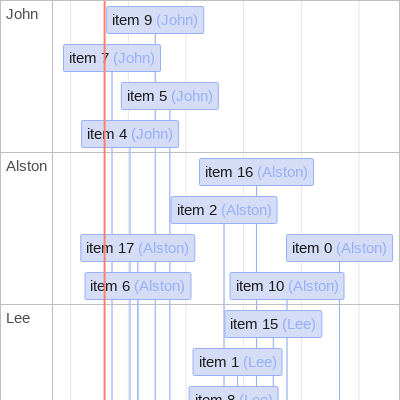 John
item 9 (John)
item 7 (John)
item 5 (John)
item 4 (John)
Alston
item 16 (Alston)
item 2 (Alston)
item 17 (Alston)
item 0 (Alston)
item 6 (Alston)
item 10 (Alston)
Lee
item 15 (Lee)
item 1 (Lee)
item 8 (Lee)